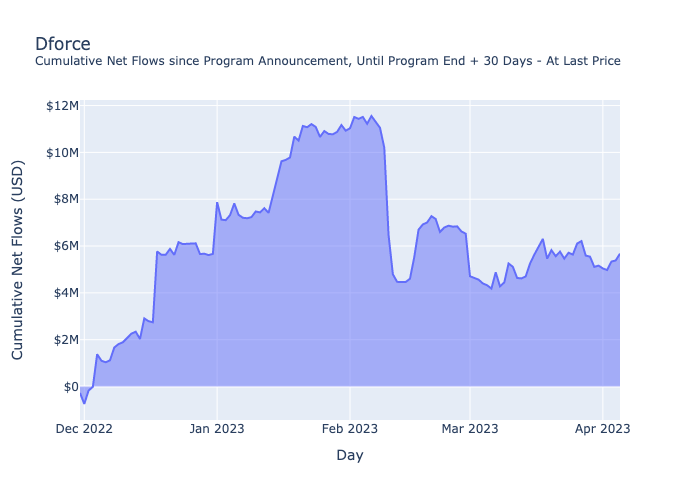 Dforce
Cumulative Net Flows since Program Announcement, Until Program End + 30 Days - At Last Price
Cumulative Net Flows (USD)
$12M
$10M
$8M
$6M
$4M
$2M
$0
Dec 2022 Jan 2023 Feb 2023 Mar 2023 Apr 2023
Day